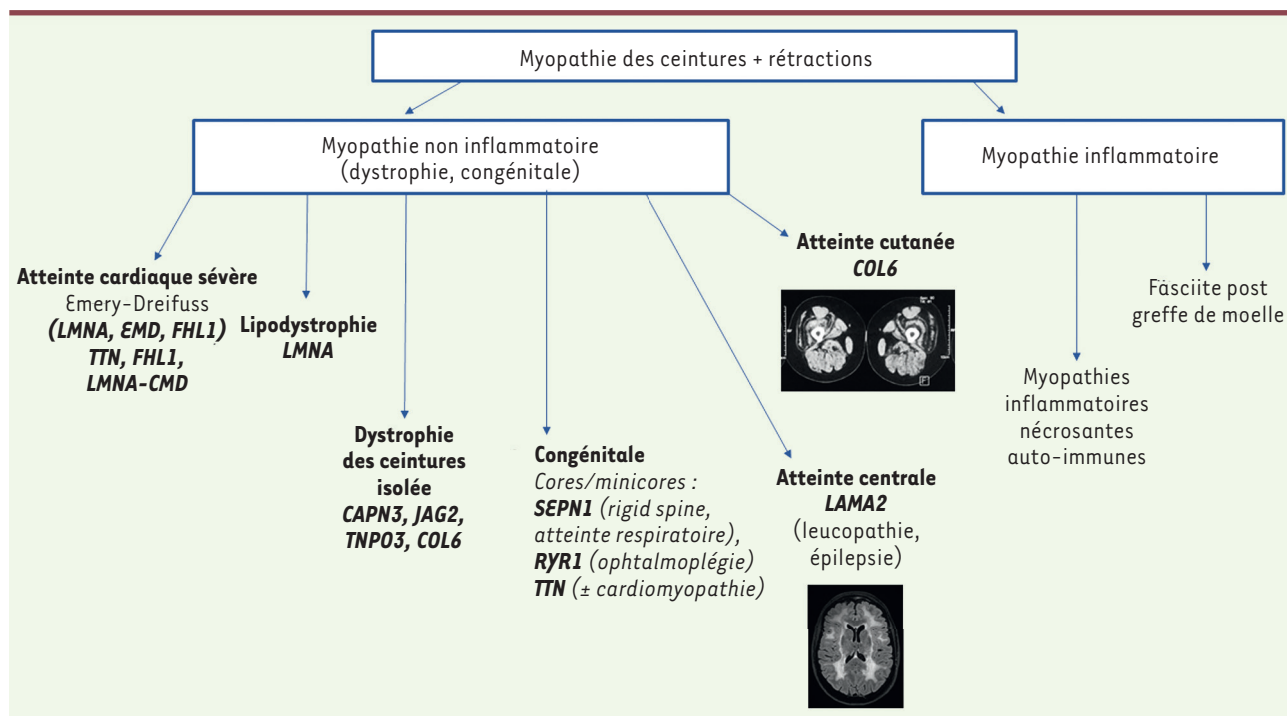 Myopathie des ceintures + rétractions
Myopathie non inflammatoire
(dystrophie, congénitale)
Myopathie inflammatoire
Atteinte cardiaque sévère
Emery-Dreifuss
(LMNA, EMD, FHL1)
TTN, FHL1,
LMNA-CMD
Lipodystrophie
LMNA
Dystrophie
des ceintures
isolée
CAPN3, JAG2,
TNPO3, COL6
Congénitale
Cores/minicores :
SEPN1 (rigid spine,
atteinte respiratoire),
RYR1 (ophtalmoplégie)
TTN (± cardiomyopathie)
Atteinte cutanée
COL6
F
Atteinte centrale
LAMA2
(leucopathie,
épilepsie)
Myopathies
inflammatoires
nécrosantes
auto-immunes
Fasciite post
greffe de moelle